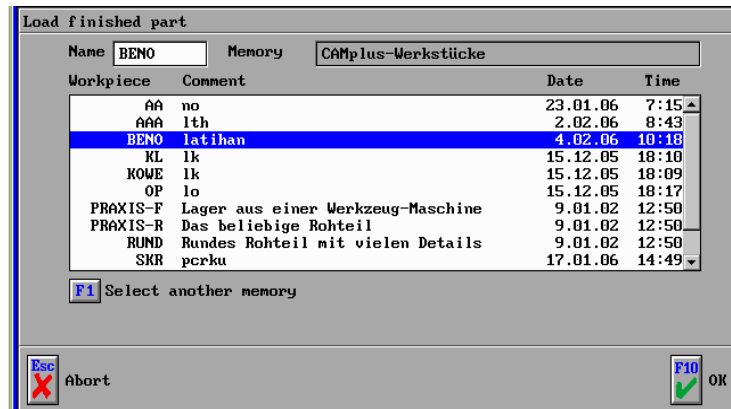 Load finished part
Name BENO Memory CAMplus-Werkstücke
Workpiece Comment Date Time
AA no 23.01.06 7:15
AAA lth 2.02.06 8:43
BENO latihan 4.02.06 10:18
KL lk 15.12.05 18:10
KOWE lk 15.12.05 18:09
OP lo 15.12.05 18:17
PRAXIS-F Lager aus einer Werkzeug-Maschine 9.01.02 12:50
PRAXIS-R Das beliebige Rohteil 9.01.02 12:50
RUND Rundes Rohteil mit vielen Details 9.01.02 12:50
SKR pcrku 17.01.06 14:49
F1 Select another memory
Esc Abort F10 OK